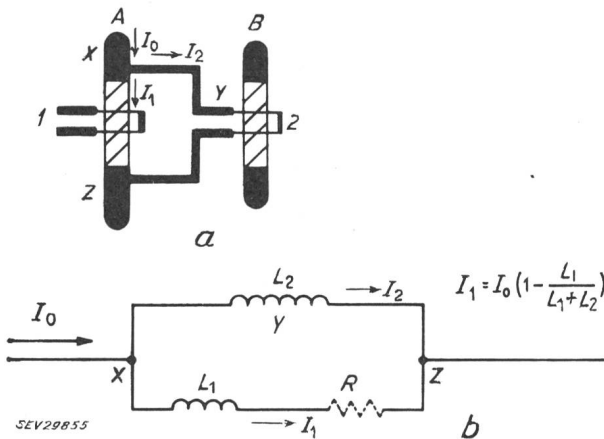 A B
I₀ I₂
X
I₁ Y
1 2
Z
a
L₂ I₂
I₁ = I₀ (1 - L₁ / (L₁ + L₂))
I₀
Y
X L₁ R Z
I₁
SEV29855 b